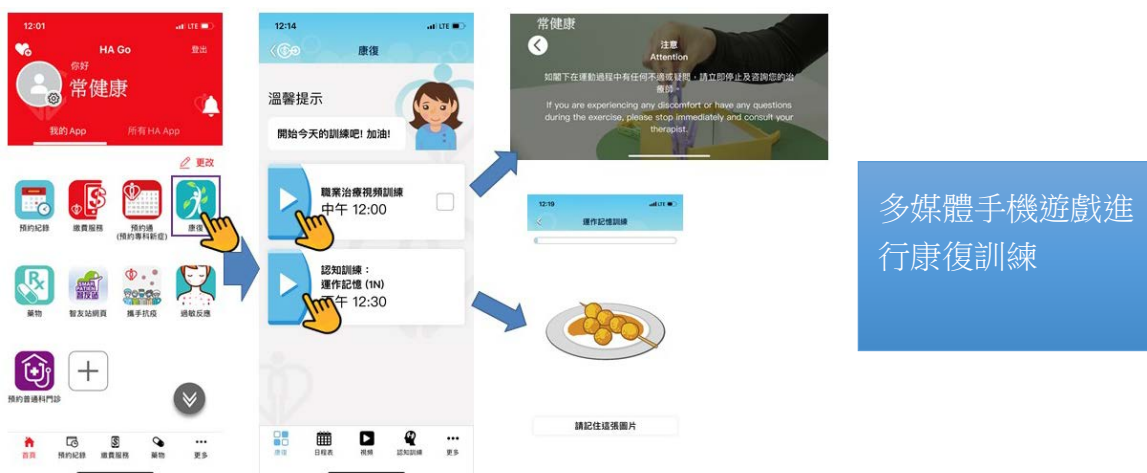 12:01
LTE
HA Go
登出
你好
常健康
我的 App
所有 HA App
更改
預約紀錄
繳費服務
預約通
(預約專科新症)
康復
Rx
藥物
SMART
PATIENT
智友站
智友站網頁
攜手抗疫
過敏反應
預約普通科門診
首頁
預約紀錄
繳費服務
藥物
更多
12:14
LTE
康復
溫馨提示
開始今天的訓練吧! 加油!
職業治療視頻訓練
中午 12:00
認知訓練：
運作記憶 (1N)
下午 12:30
康復
日程表
視頻
認知訓練
更多
常健康
注意
Attention
如閣下在運動過程中有任何不適或疑問，請立即停止及咨詢您的治
療師。
If you are experiencing any discomfort or have any questions
during the exercise, please stop immediately and consult your
therapist.
12:19
LTE
運作記憶訓練
請記住這張圖片
多媒體手機遊戲進
行康復訓練